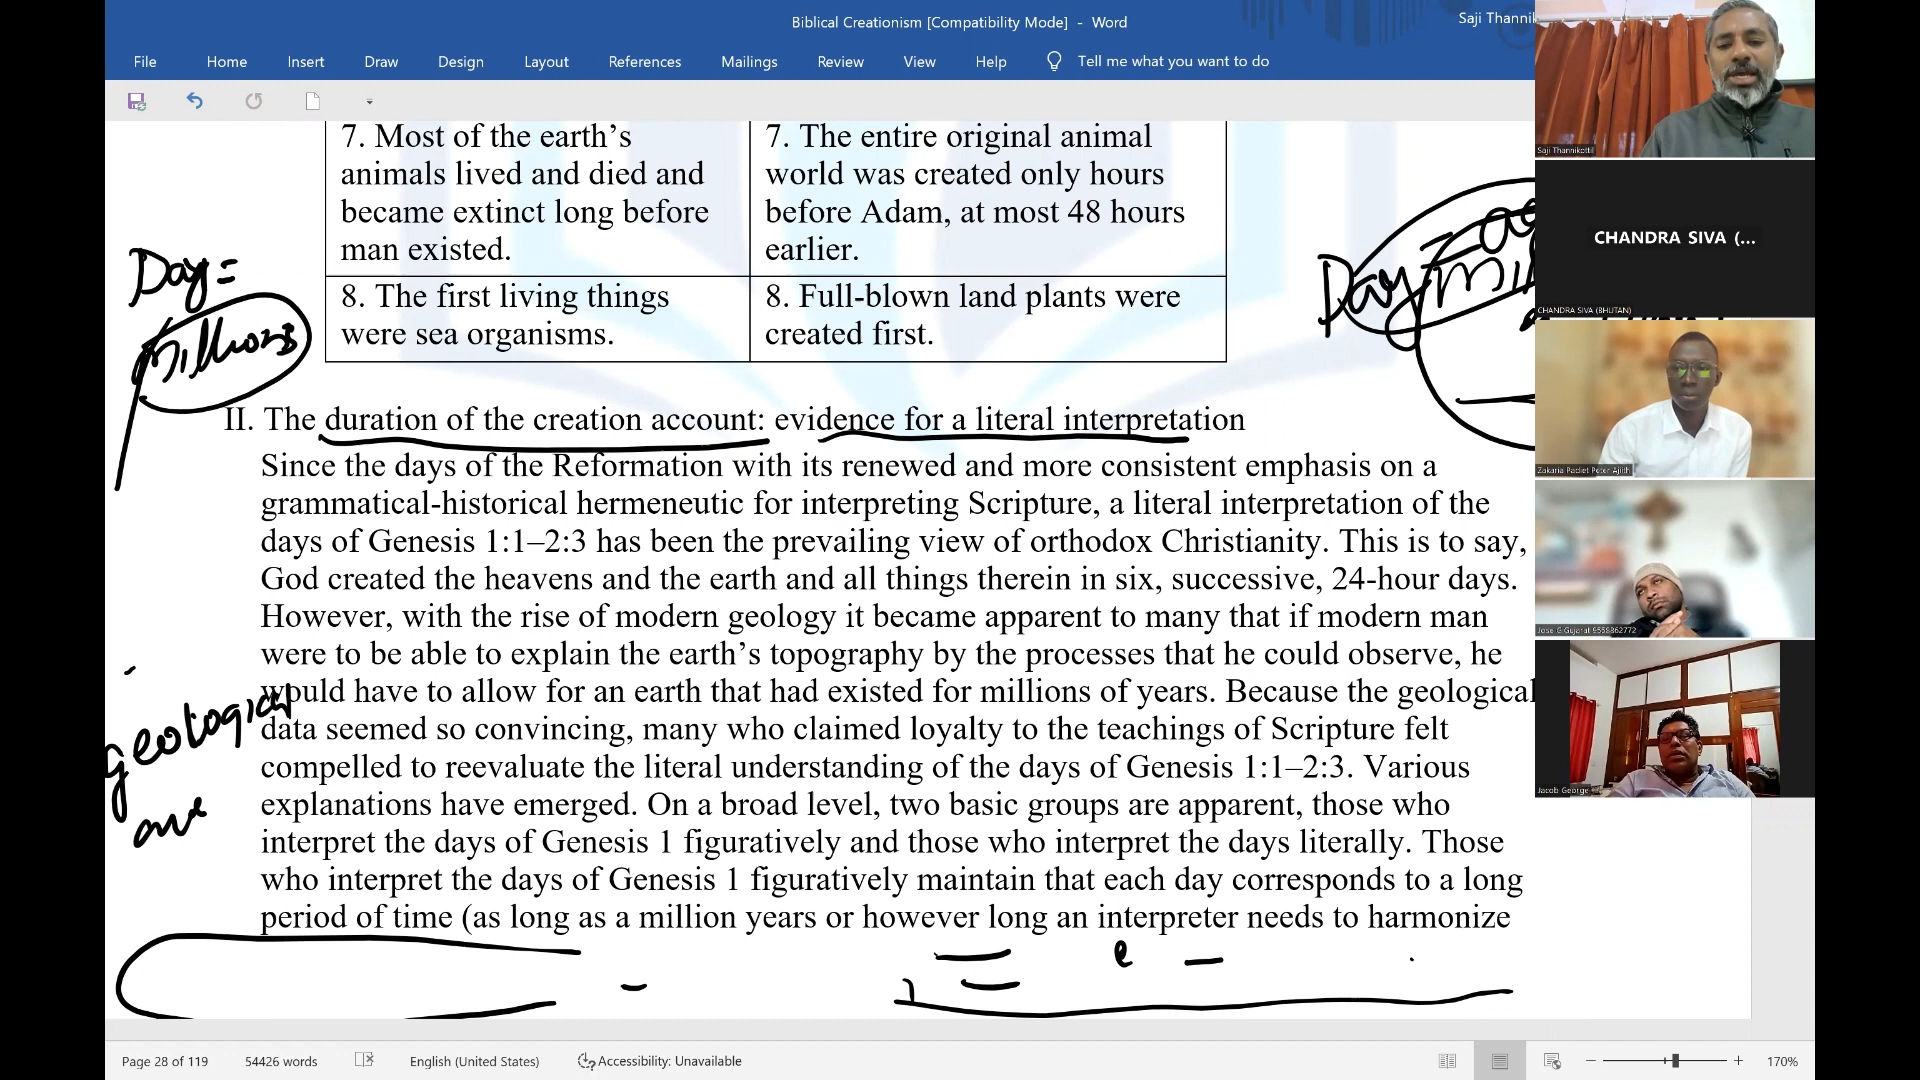 Biblical Creationism [Compatibility Mode] - Word
Saji Thannik
File Home Insert Draw Design Layout References Mailings Review View Help Tell me what you want to do
7. Most of the earth’s
animals lived and died and
became extinct long before
man existed.
7. The entire original animal
world was created only hours
before Adam, at most 48 hours
earlier.
8. The first living things
were sea organisms.
8. Full-blown land plants were
created first.
Day =
Millions
Day =
II. The duration of the creation account: evidence for a literal interpretation
Since the days of the Reformation with its renewed and more consistent emphasis on a
grammatical-historical hermeneutic for interpreting Scripture, a literal interpretation of the
days of Genesis 1:1–2:3 has been the prevailing view of orthodox Christianity. This is to say,
God created the heavens and the earth and all things therein in six, successive, 24-hour days.
However, with the rise of modern geology it became apparent to many that if modern man
were to be able to explain the earth’s topography by the processes that he could observe, he
would have to allow for an earth that had existed for millions of years. Because the geological
data seemed so convincing, many who claimed loyalty to the teachings of Scripture felt
compelled to reevaluate the literal understanding of the days of Genesis 1:1–2:3. Various
explanations have emerged. On a broad level, two basic groups are apparent, those who
interpret the days of Genesis 1 figuratively and those who interpret the days literally. Those
who interpret the days of Genesis 1 figuratively maintain that each day corresponds to a long
period of time (as long as a million years or however long an interpreter needs to harmonize
geological
Saji Thannikottil
CHANDRA SIVA (...
CHANDRA SIVA (BHUTAN)
Zakaria Padiet Peter Ajiith
Jose G Gujarat 9558862772
Jacob George
Page 28 of 119 54426 words English (United States) Accessibility: Unavailable 170%